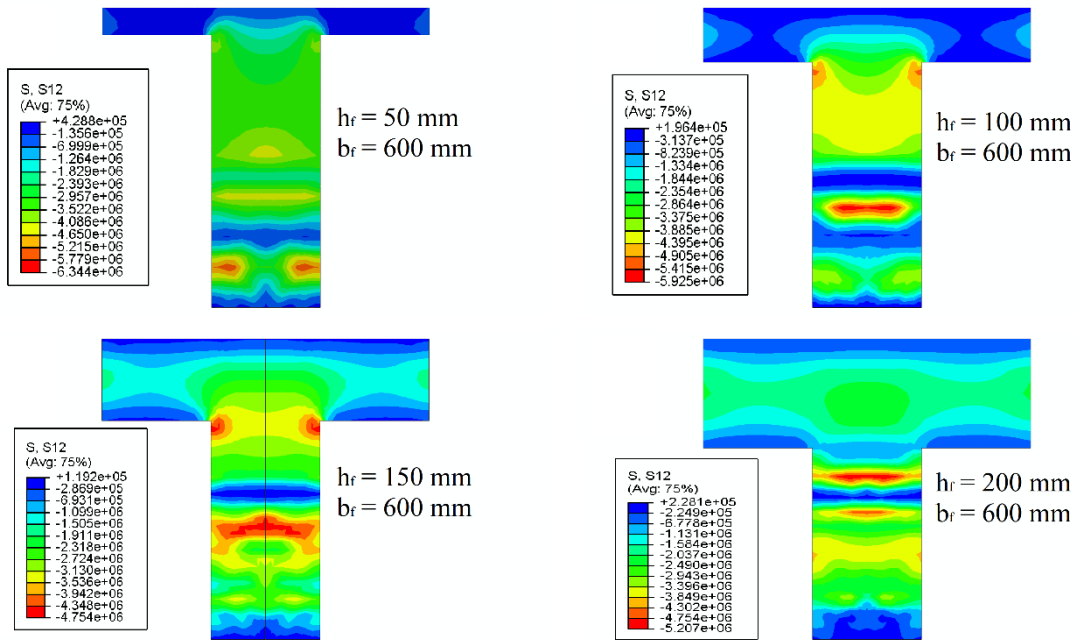 S, S12
(Avg: 75%)
+4.288e+05
-1.356e+05
-6.999e+05
-1.264e+06
-1.829e+06
-2.393e+06
-2.957e+06
-3.522e+06
-4.086e+06
-4.650e+06
-5.215e+06
-5.779e+06
-6.344e+06
hf = 50 mm
bf = 600 mm
S, S12
(Avg: 75%)
+1.964e+05
-3.137e+05
-8.239e+05
-1.334e+06
-1.844e+06
-2.354e+06
-2.864e+06
-3.375e+06
-3.885e+06
-4.395e+06
-4.905e+06
-5.415e+06
-5.925e+06
hf = 100 mm
bf = 600 mm
S, S12
(Avg: 75%)
+1.192e+05
-2.869e+05
-6.931e+05
-1.099e+06
-1.505e+06
-1.911e+06
-2.318e+06
-2.724e+06
-3.130e+06
-3.536e+06
-3.942e+06
-4.348e+06
-4.754e+06
hf = 150 mm
bf = 600 mm
S, S12
(Avg: 75%)
+2.281e+05
-2.249e+05
-6.778e+05
-1.131e+06
-1.584e+06
-2.037e+06
-2.490e+06
-2.943e+06
-3.396e+06
-3.849e+06
-4.302e+06
-4.754e+06
-5.207e+06
hf = 200 mm
bf = 600 mm